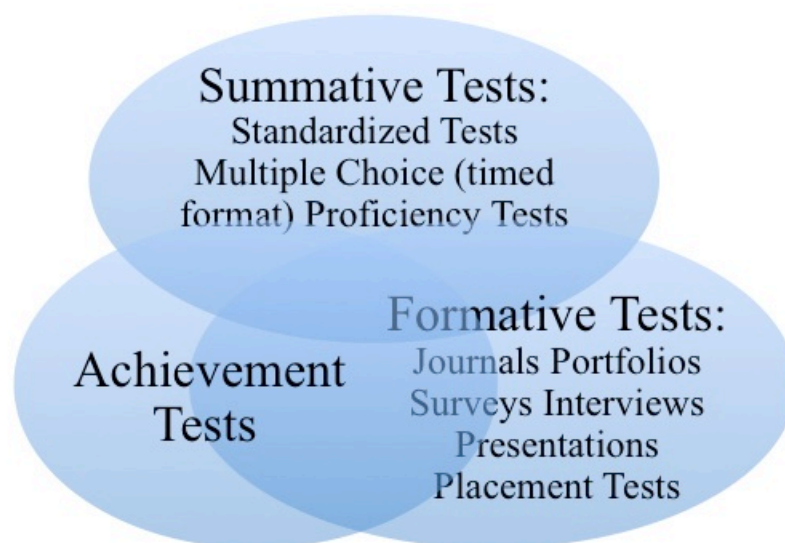 Summative Tests:
Standardized Tests
Multiple Choice (timed
format) Proficiency Tests
Achievement
Tests
Formative Tests:
Journals Portfolios
Surveys Interviews
Presentations
Placement Tests